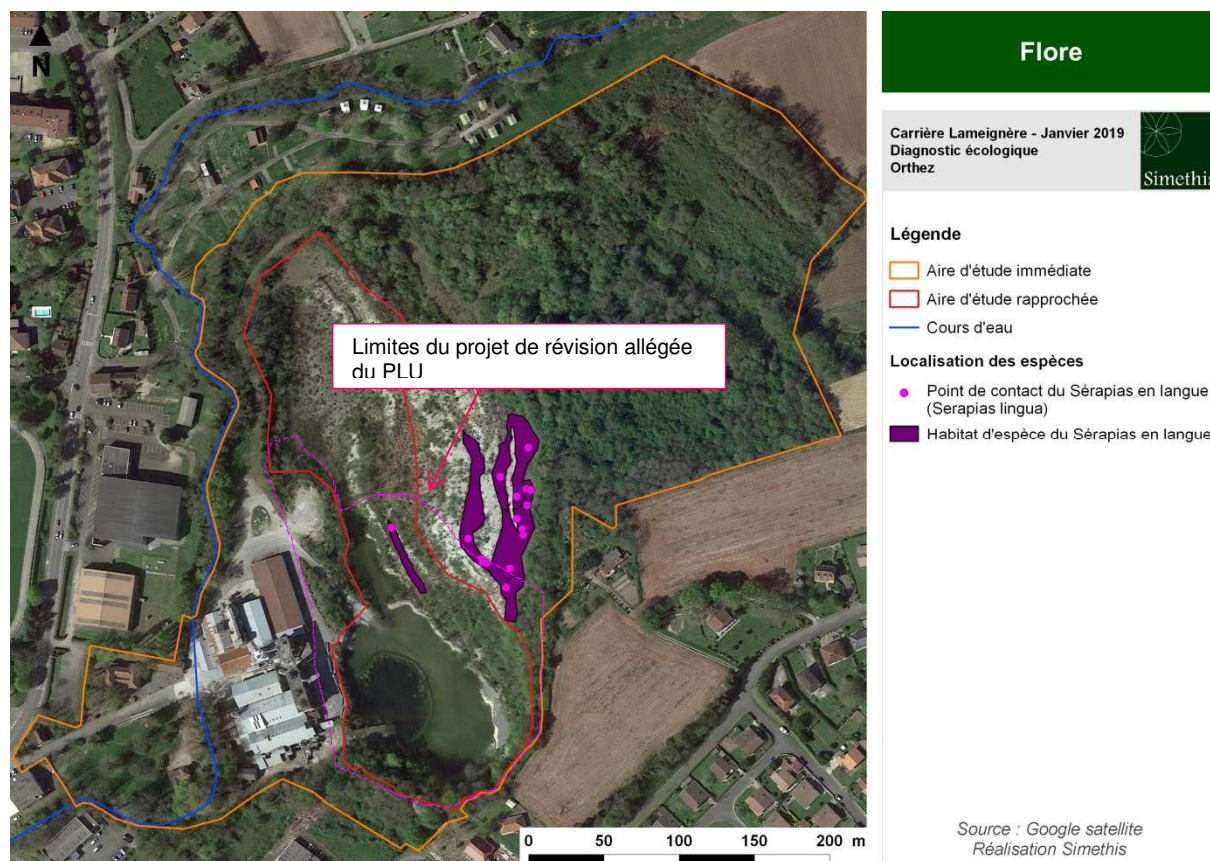 N
Limites du projet de révision allégée
du PLU
0 50 100 150 200 m
Flore
Carrière Lameignère - Janvier 2019
Diagnostic écologique
Orthez
Simethis
Légende
Aire d'étude immédiate
Aire d'étude rapprochée
Cours d'eau
Localisation des espèces
Point de contact du Sérapias en langue
(Serapias lingua)
Habitat d'espèce du Sérapias en langue
Source : Google satellite
Réalisation Simethis